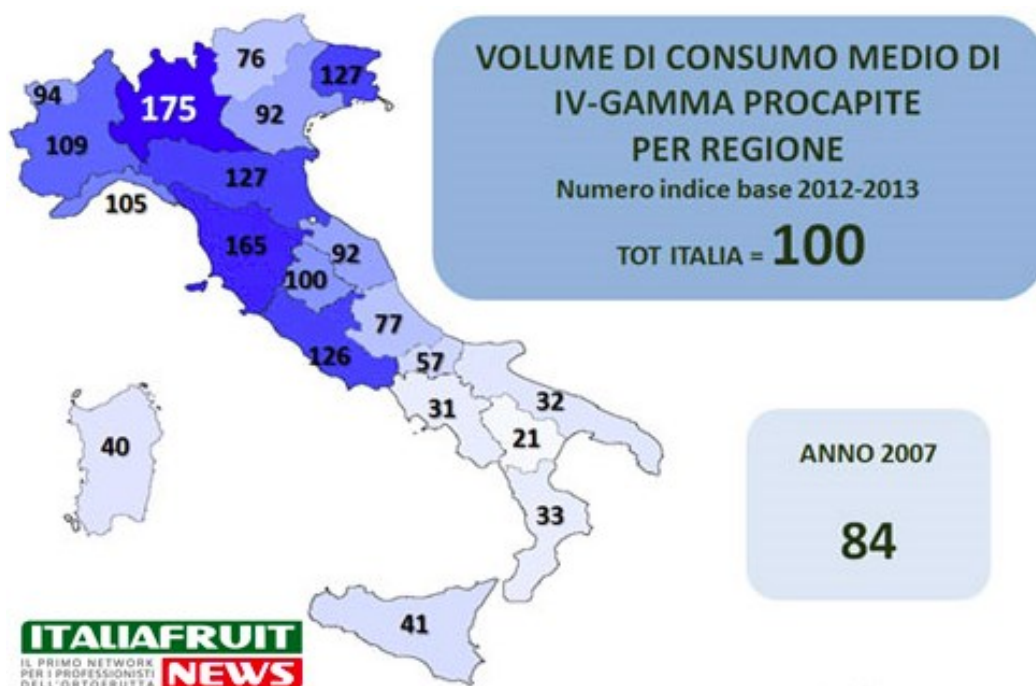 VOLUME DI CONSUMO MEDIO DI
IV-GAMMA PROCAPITE
PER REGIONE
Numero indice base 2012-2013
TOT ITALIA = 100
76
127
94
175
92
109
127
105
165
92
100
77
126
57
32
31
21
40
33
41
ANNO 2007
84
ITALIAFRUIT
IL PRIMO NETWORK
PER I PROFESSIONISTI
DELL'ORTOFRUTTA
NEWS